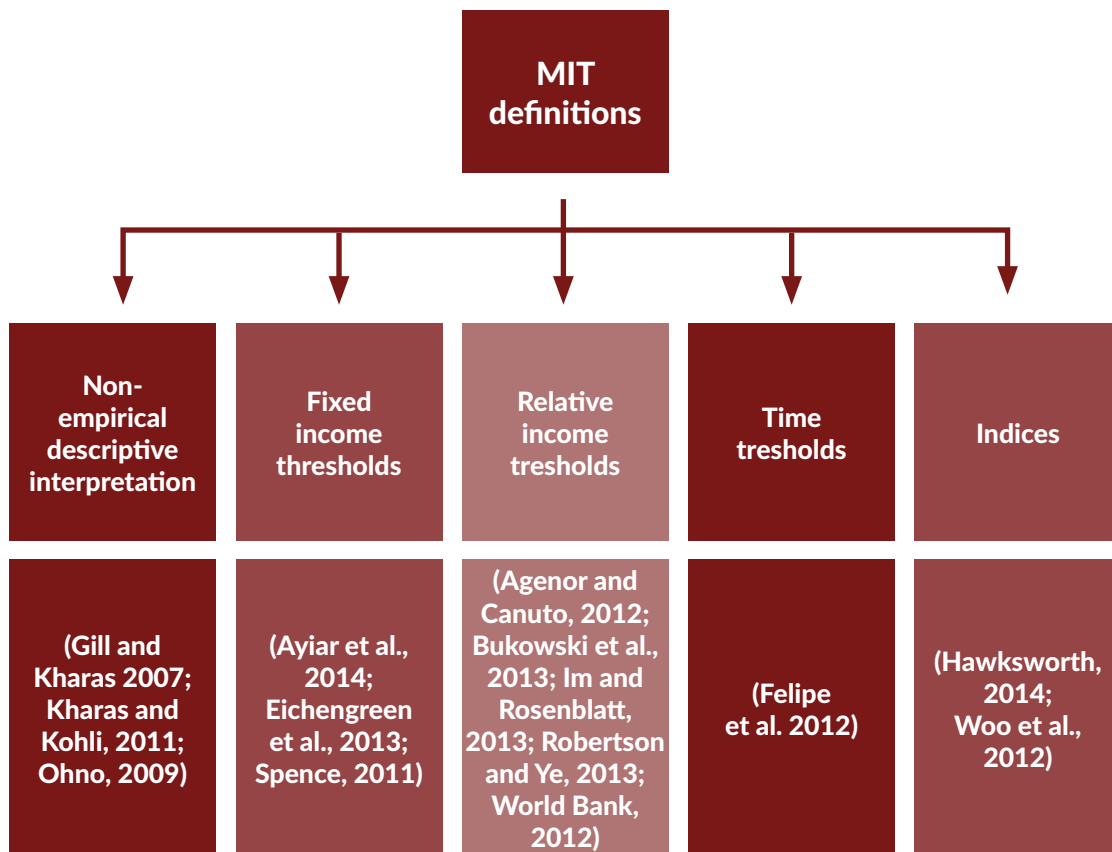 MIT
definitions
Non-
empirical
descriptive
interpretation
Fixed
income
thresholds
Relative
income
tresholds
Time
tresholds
Indices
(Gill and
Kharas 2007;
Kharas and
Kohli, 2011;
Ohno, 2009)
(Ayiar et al.,
2014;
Eichengreen
et al., 2013;
Spence, 2011)
(Agenor and
Canuto, 2012;
Bukowski et al.,
2013; Im and
Rosenblatt,
2013; Robertson
and Ye, 2013;
World Bank,
2012)
(Felipe
et al. 2012)
(Hawksworth,
2014;
Woo et al.,
2012)